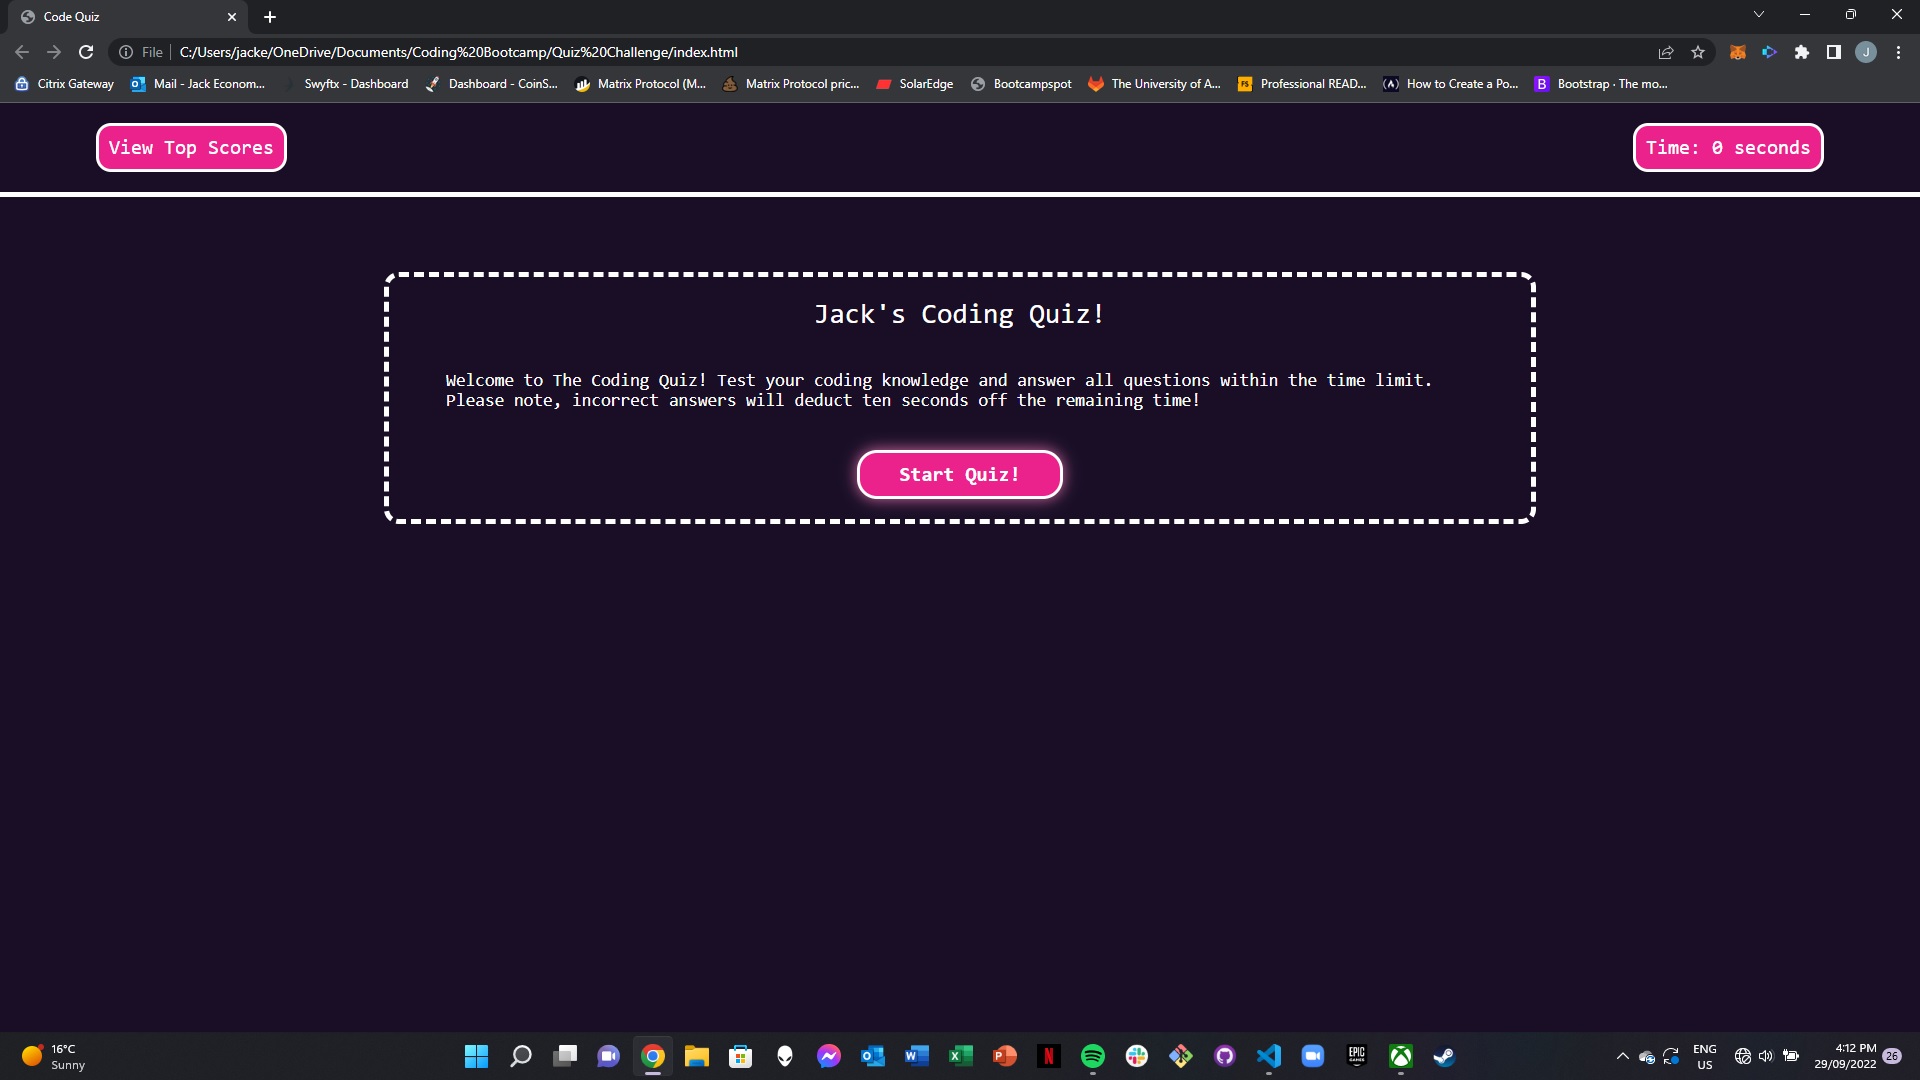 Code Quiz
File
C:/Users/jacke/OneDrive/Documents/Coding%20Bootcamp/Quiz%20Challenge/index.html
J
Citrix Gateway
Mail - Jack Econom...
Swyftx - Dashboard
Dashboard - CoinS...
Matrix Protocol (M...
Matrix Protocol pric...
SolarEdge
Bootcampspot
The University of A...
FS Professional READ...
How to Create a Po...
B Bootstrap · The mo...
View Top Scores
Time: 0 seconds
Jack's Coding Quiz!
Welcome to The Coding Quiz! Test your coding knowledge and answer all questions within the time limit.
Please note, incorrect answers will deduct ten seconds off the remaining time!
Start Quiz!
16°C
Sunny
EPIC
GAMES
ENG
US
4:12 PM
29/09/2022
26